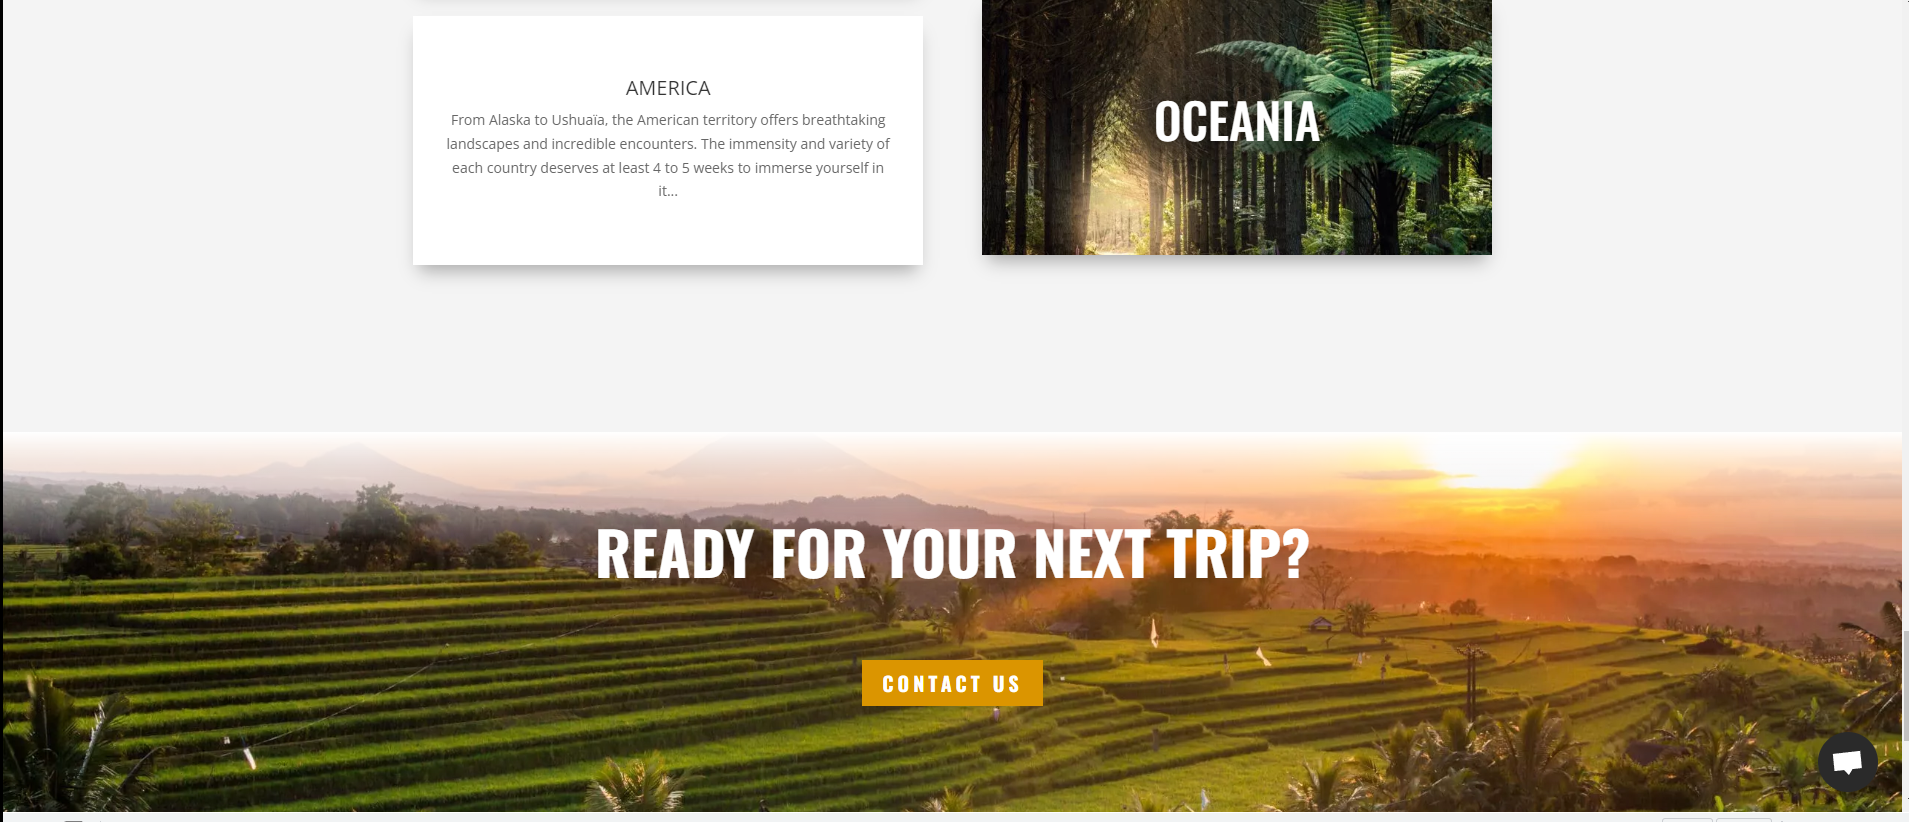 AMERICA
From Alaska to Ushuaïa, the American territory offers breathtaking
landscapes and incredible encounters. The immensity and variety of
each country deserves at least 4 to 5 weeks to immerse yourself in
it...
OCEANIA
READY FOR YOUR NEXT TRIP?
CONTACT US